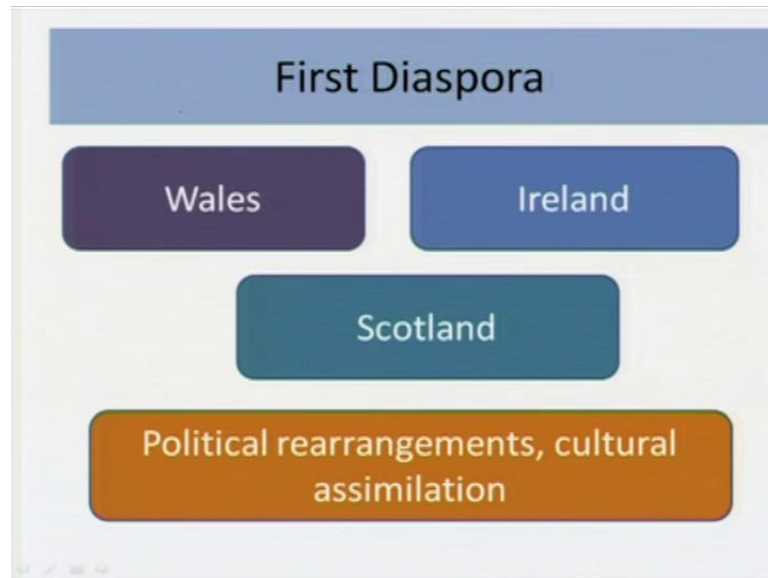 First Diaspora
Wales
Ireland
Scotland
Political rearrangements, cultural
assimilation